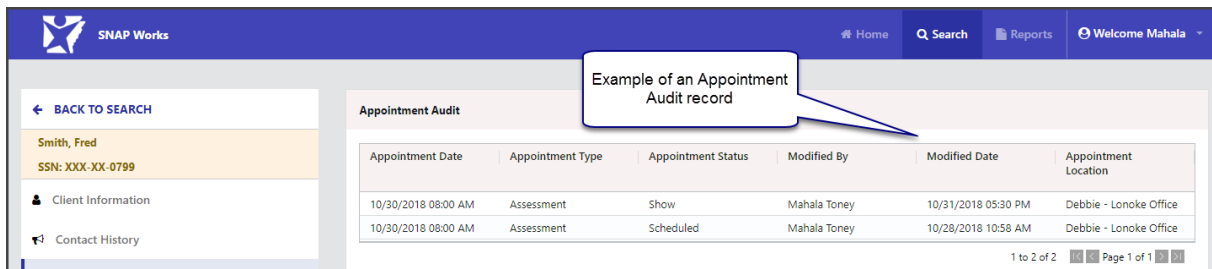 SNAP Works
Home Search Reports Welcome Mahala
Example of an Appointment
Audit record
BACK TO SEARCH
Smith, Fred
SSN: XXX-XX-0799
Client Information
Contact History
Appointment Audit
Appointment Date Appointment Type Appointment Status Modified By Modified Date Appointment
Location
10/30/2018 08:00 AM Assessment Show Mahala Toney 10/31/2018 05:30 PM Debbie - Lonoke Office
10/30/2018 08:00 AM Assessment Scheduled Mahala Toney 10/28/2018 10:58 AM Debbie - Lonoke Office
1 to 2 of 2 Page 1 of 1